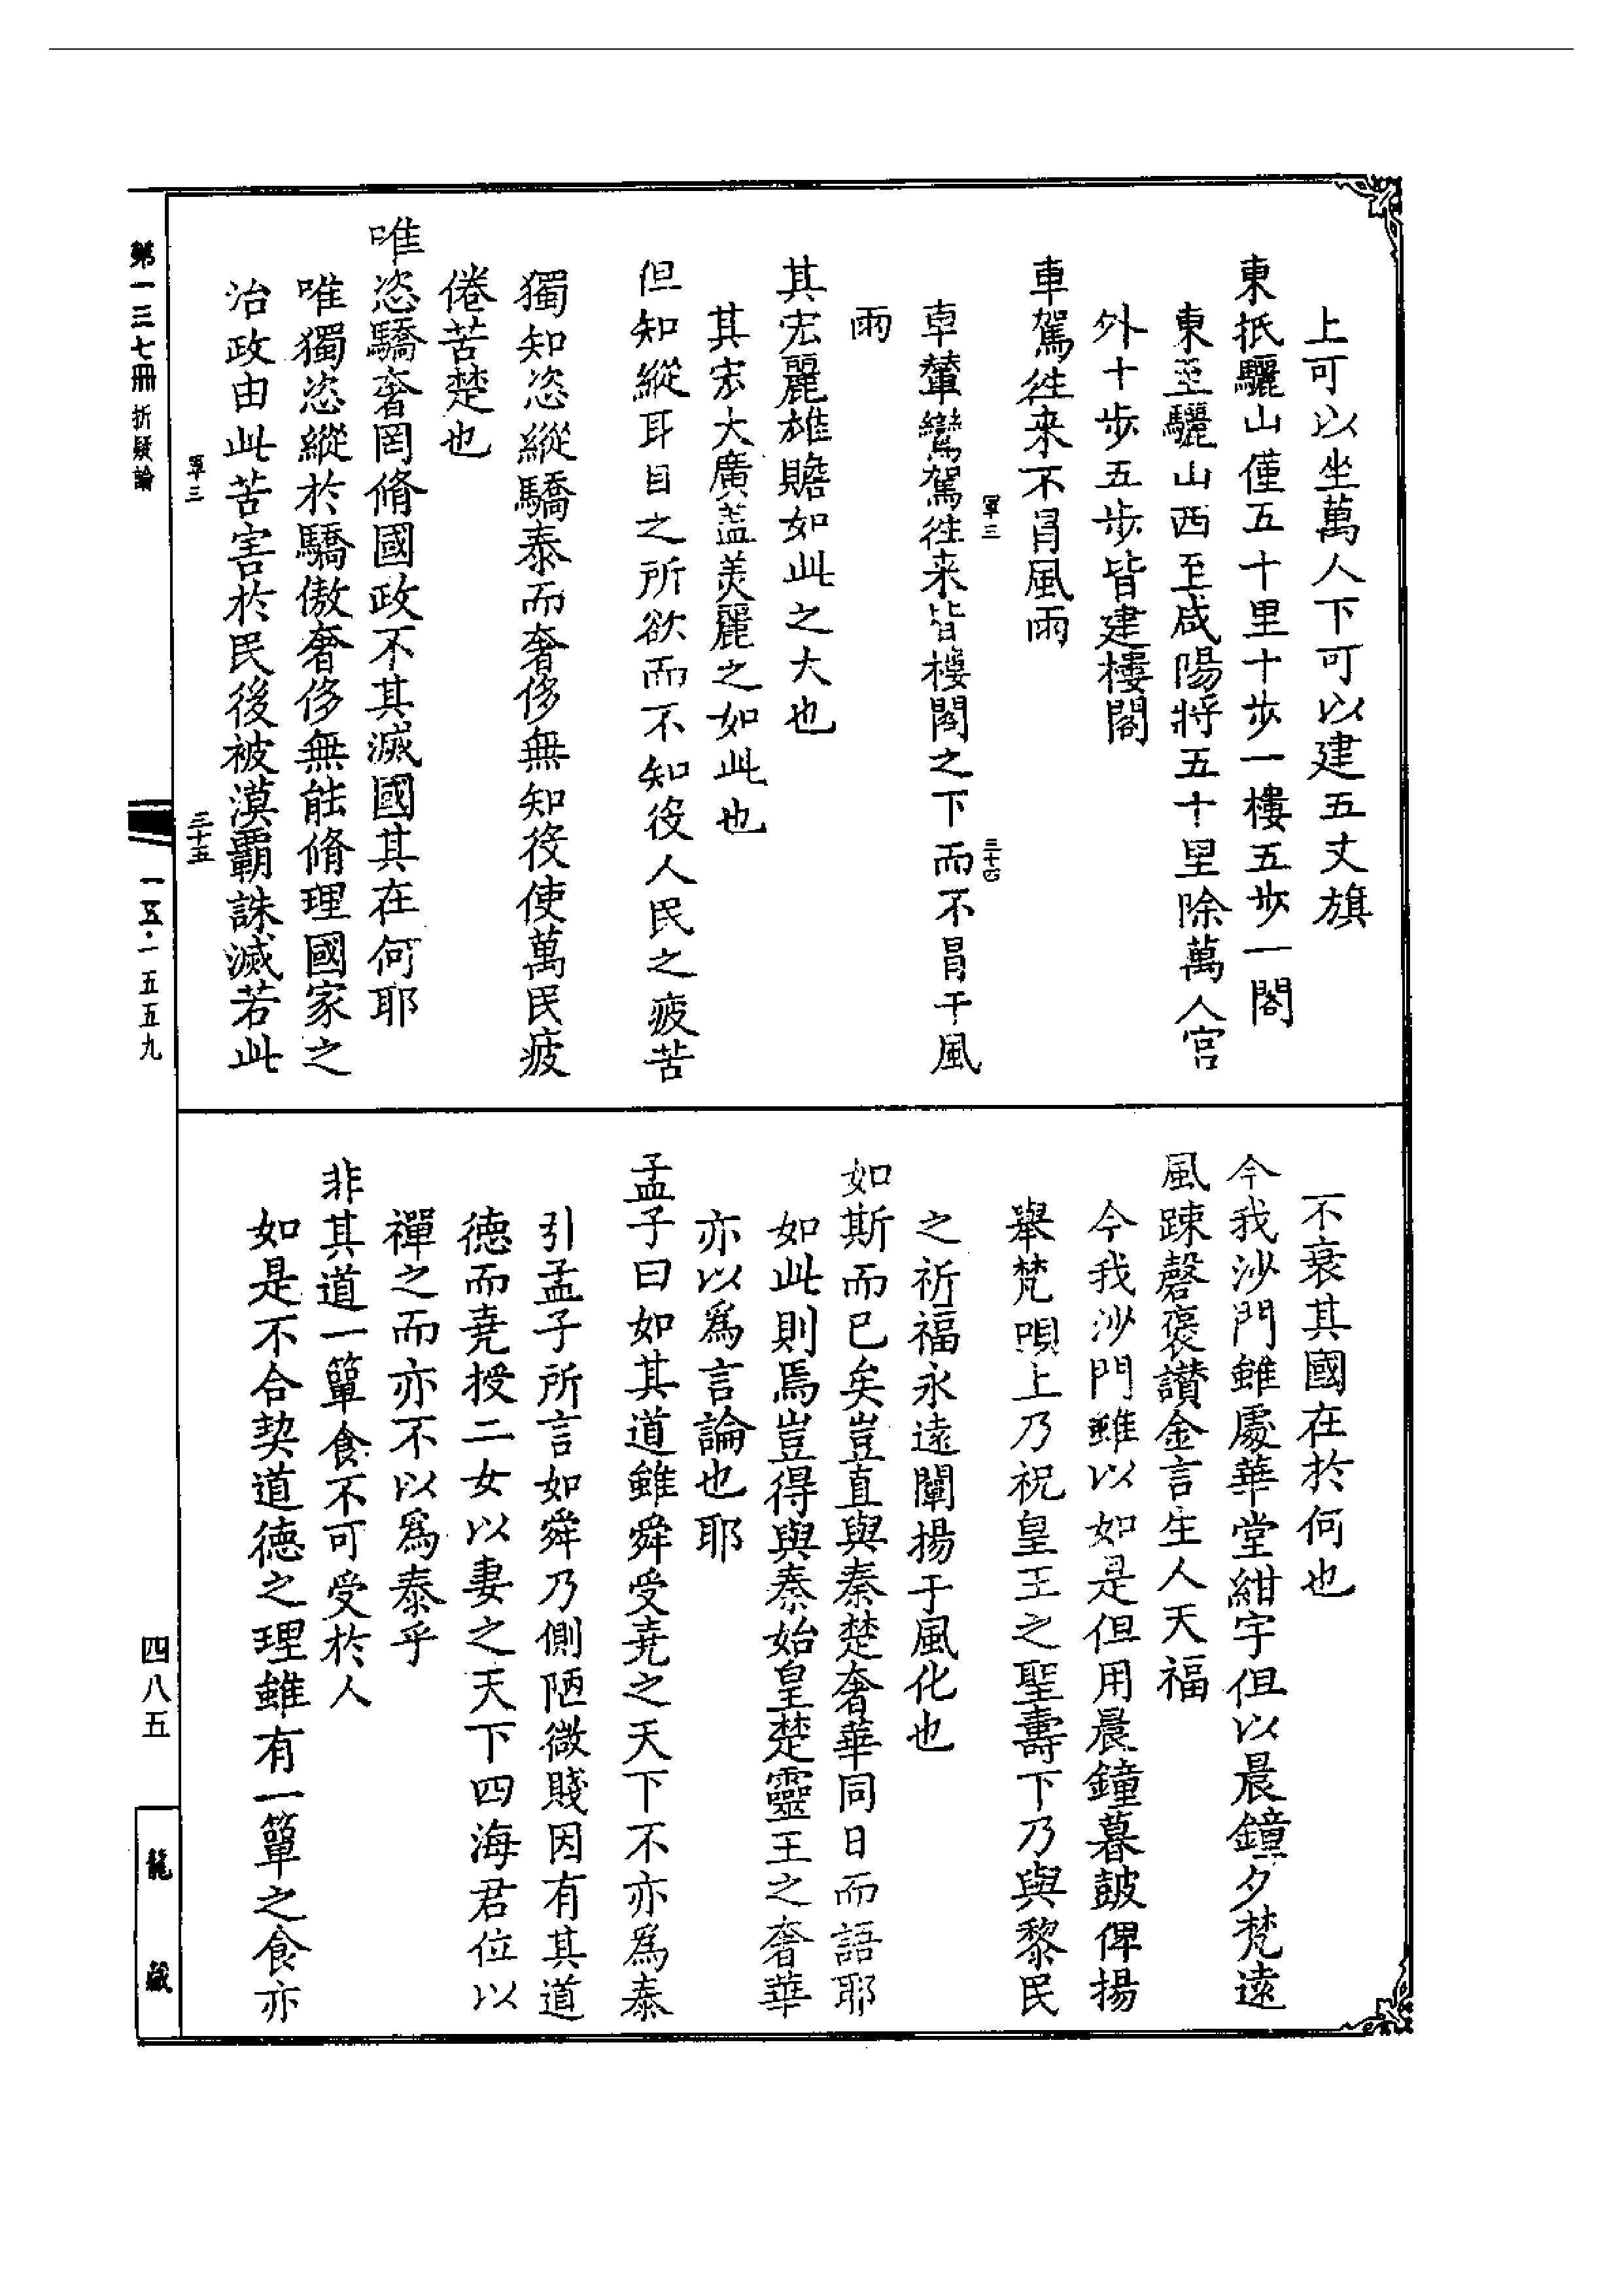 上可以坐萬人下可以建五丈旗
東抵驪山僅五十里十步一樓五步一閣
東至驪山西至咸陽將五十里除萬人宫
外十步五步皆建樓閣
車駕往來不冒風雨
車輦鸞駕往来皆樓閣之下而不冒干風
雨
其宏麗雄贍如此之大也
其宏大廣葢美麗之如此也
但知縱耳目之所欲而不知役人民之疲苦
獨知恣縱驕泰而奢侈無知役使萬民疲
倦苦楚也
唯恣驕奢罔脩國政不其滅國其在何耶
唯獨恣縱於驕傲奢侈無能脩理國家之
治政由此苦害於民後被漢霸誅滅若此
不衰其國在於何也
今我沙門雖處華堂紺宇但以晨鐘夕梵遠
風踈磬褒讃金言生人天福
今我沙門雖以如是但用晨鐘暮皷俾揚
舉梵唄上乃祝皇王之聖壽下乃與黎民
之祈福永遠闡揚于風化也
如斯而已矣豈直與秦楚奢華同日而語耶
如此則焉豈得與秦始皇楚靈王之奢華
亦以爲言論也耶
孟子曰如其道雖舜受堯之天下不亦爲泰
引孟子所言如舜乃側陋微賤因有其道
德而堯授二女以妻之天下四海君位以
禪之而亦不以爲泰乎
非其道一簞食不可受於人
如是不合契道德之理雖有一簞之食亦
第一三七冊 折疑論
一五·一五五九
四八五
龍藏
三十四
三十五